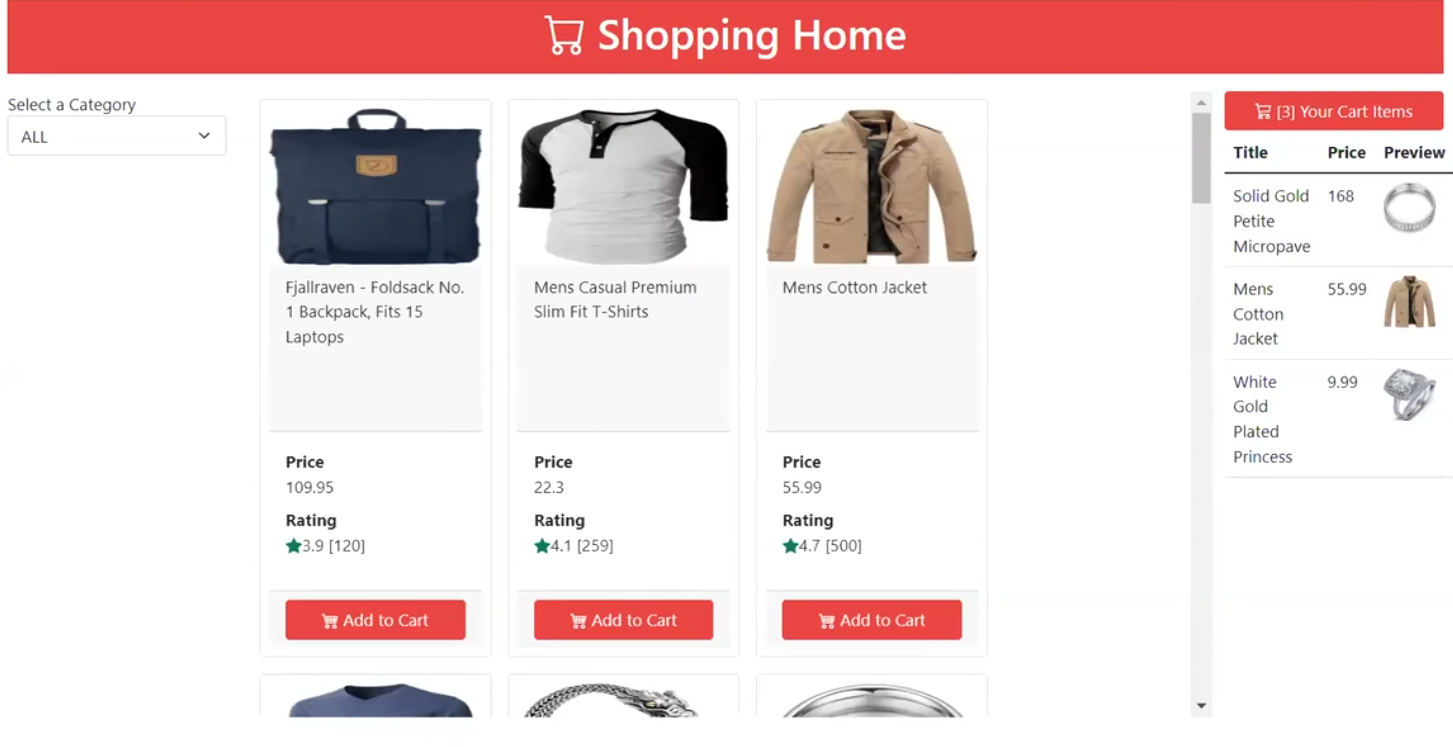 Shopping Home
Select a Category
ALL
Fjallraven - Foldsack No.
1 Backpack, Fits 15
Laptops
Price
109.95
Rating
3.9 [120]
Add to Cart
Mens Casual Premium
Slim Fit T-Shirts
Price
22.3
Rating
4.1 [259]
Add to Cart
Mens Cotton Jacket
Price
55.99
Rating
4.7 [500]
Add to Cart
[3] Your Cart Items
Title Price Preview
Solid Gold 168
Petite
Micropave
Mens 55.99
Cotton
Jacket
White 9.99
Gold
Plated
Princess